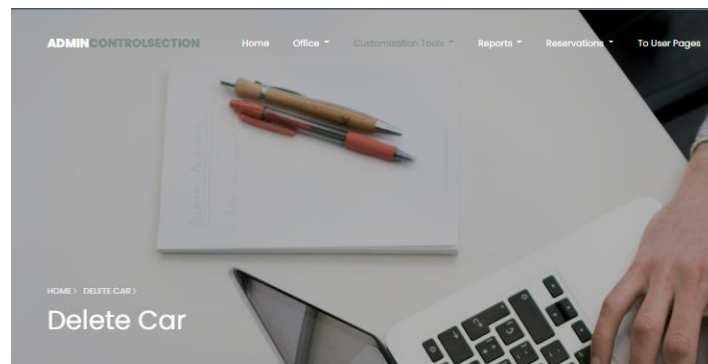 ADMINCONTROLSECTION Home Office Customization Tools Reports Reservations To User Pages
HOME > DELETE CAR >
Delete Car